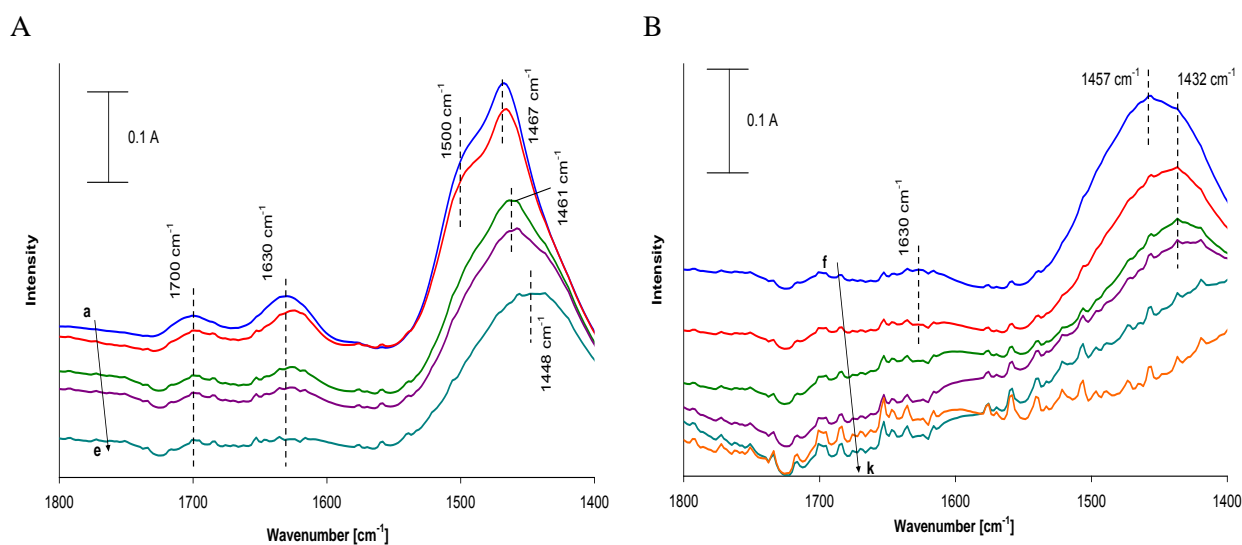 A
0.1 A
1700 cm⁻¹
1630 cm⁻¹
1500 cm⁻¹
1467 cm⁻¹
1461 cm⁻¹
1448 cm⁻¹
a
e
Intensity
1800 1700 1600 1500 1400
Wavenumber [cm⁻¹]
B
0.1 A
1457 cm⁻¹ 1432 cm⁻¹
1630 cm⁻¹
f
k
Intensity
1800 1700 1600 1500 1400
Wavenumber [cm⁻¹]